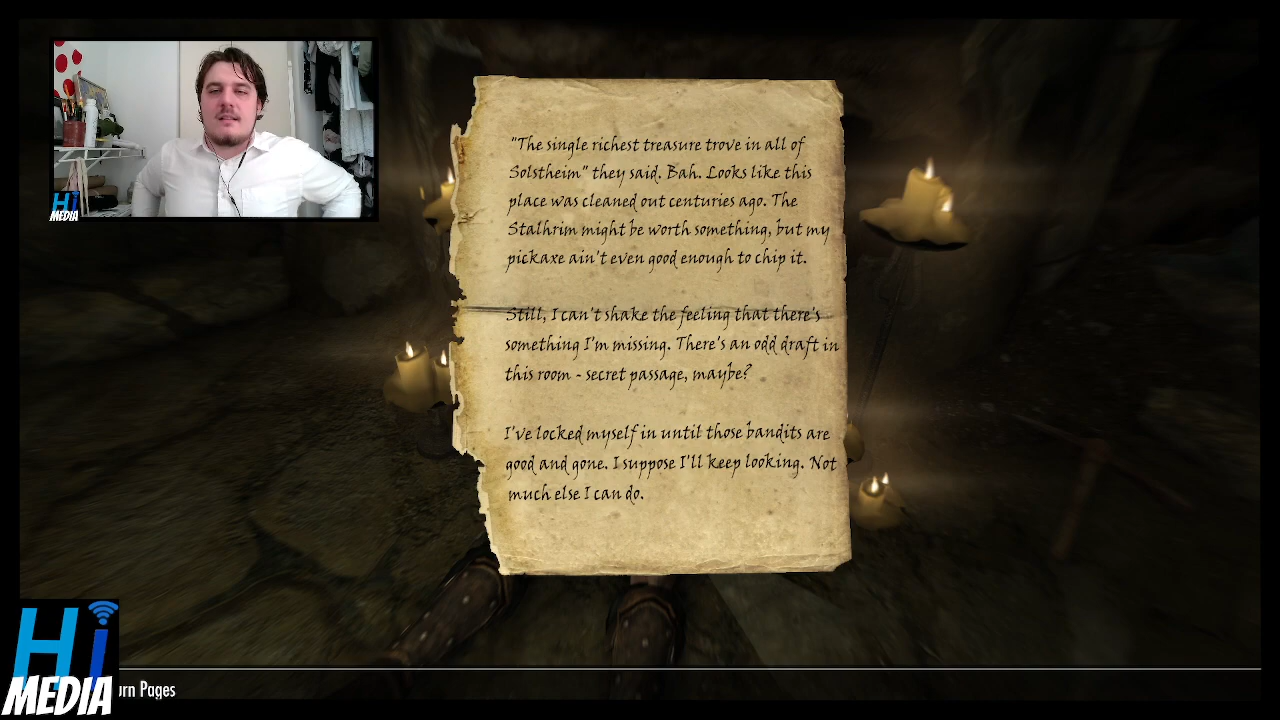 Hi
MEDIA
"The single richest treasure trove in all of
Solstheim" they said. Bah. Looks like this
place was cleaned out centuries ago. The
Stalhrim might be worth something, but my
pickaxe ain't even good enough to chip it.
Still, I can't shake the feeling that there's
something I'm missing. There's an odd draft in
this room - secret passage, maybe?
I've locked myself in until those bandits are
good and gone. I suppose I'll keep looking. Not
much else I can do.
Hi
MEDIA
urn Pages